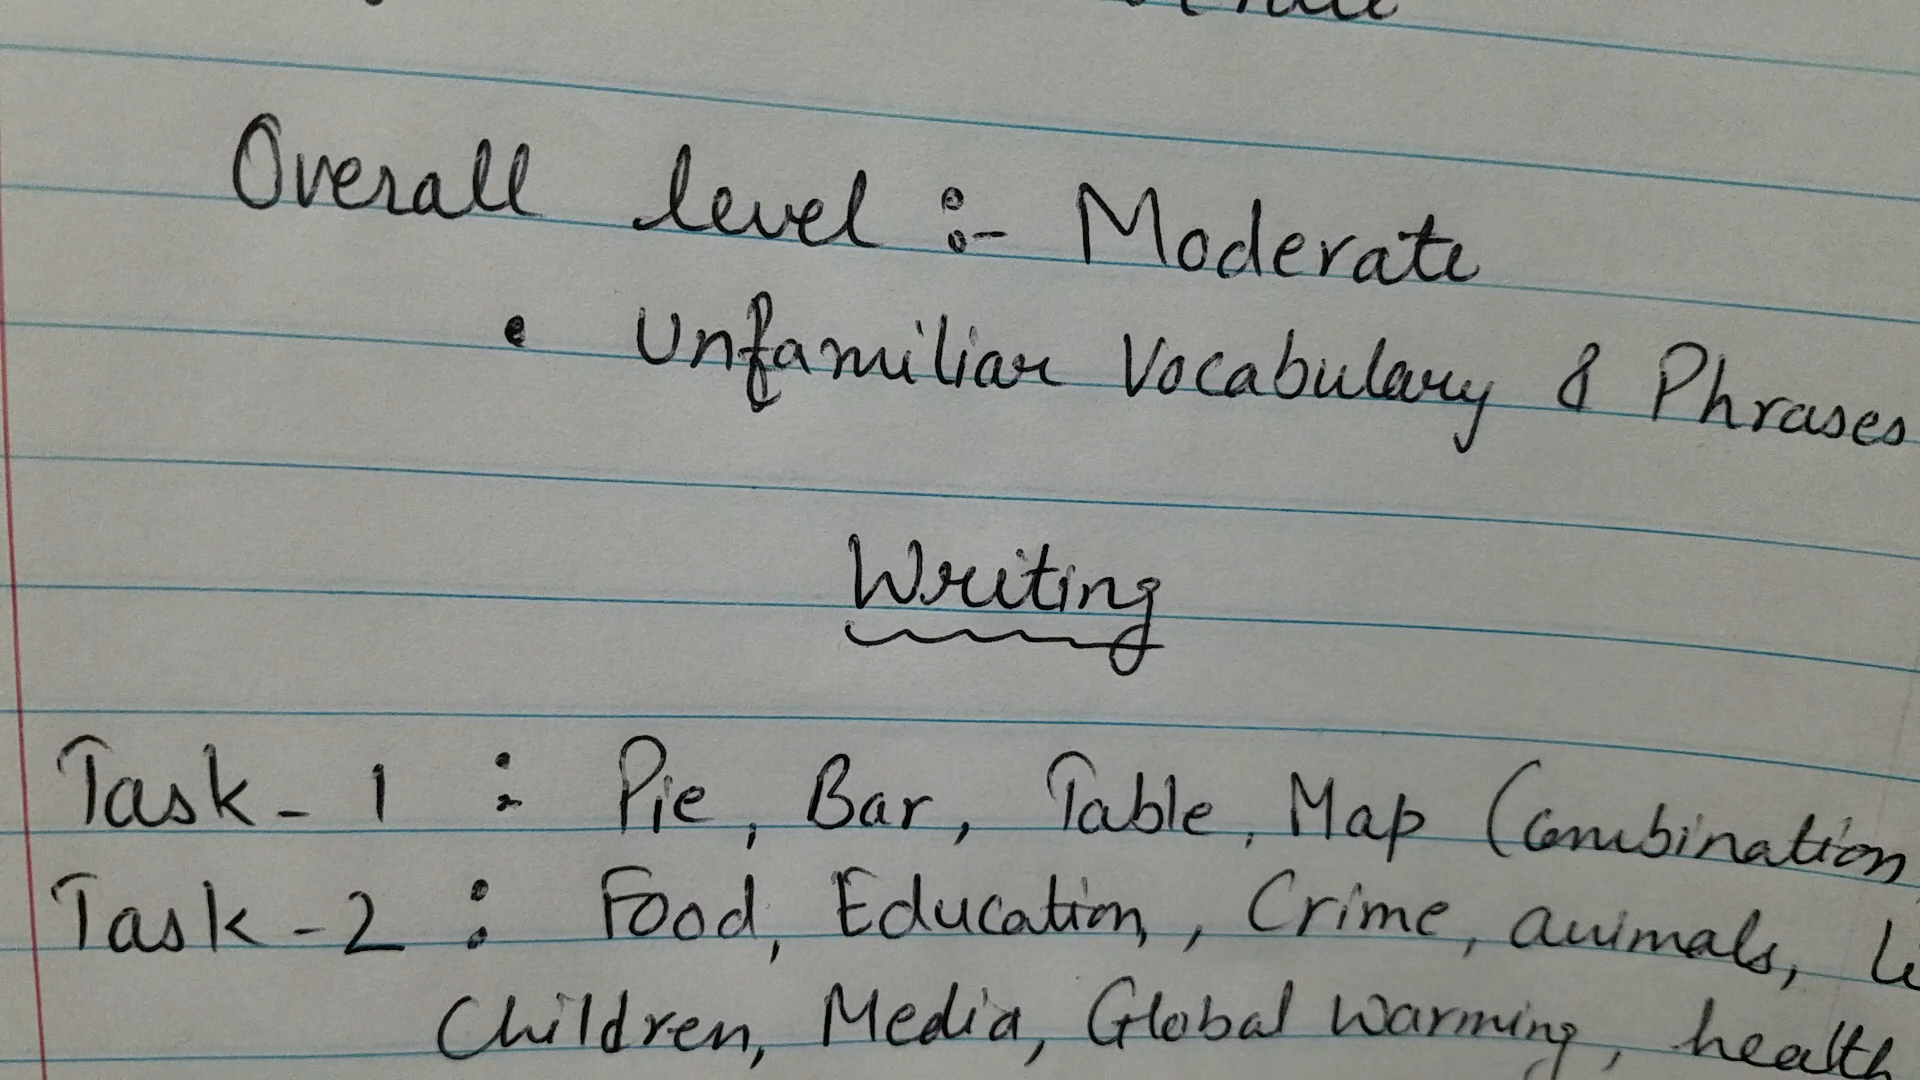 Overall level :- Moderate
• Unfamiliar Vocabulary & Phrases
Writing
Task - 1 : Pie, Bar, Table, Map (Combination
Task - 2 : Food, Education, , Crime, animals,
Children, Media, Global Warming, health